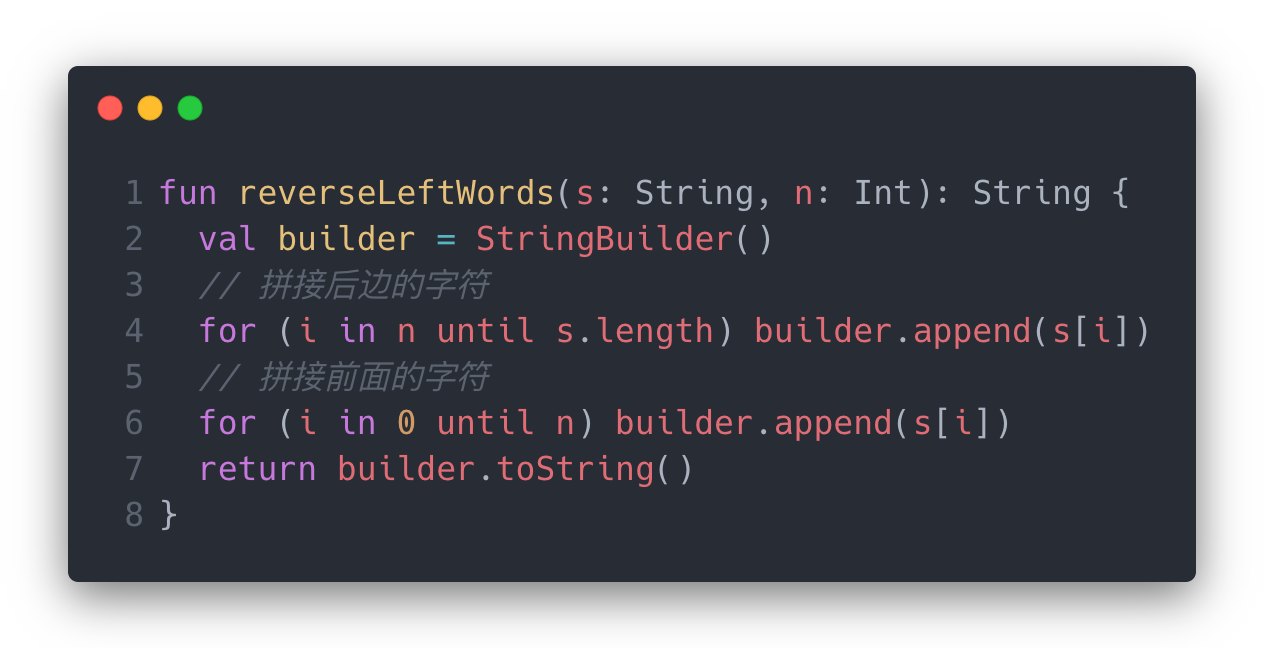 1 fun reverseLeftWords(s: String, n: Int): String {
2   val builder = StringBuilder()
3   // 拼接后边的字符
4   for (i in n until s.length) builder.append(s[i])
5   // 拼接前面的字符
6   for (i in 0 until n) builder.append(s[i])
7   return builder.toString()
8 }